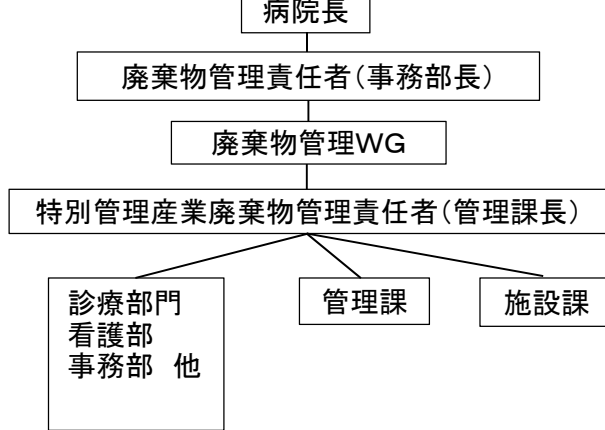 病院長
廃棄物管理責任者(事務部長)
廃棄物管理WG
特別管理産業廃棄物管理責任者(管理課長)
診療部門
看護部
事務部 他
管理課
施設課